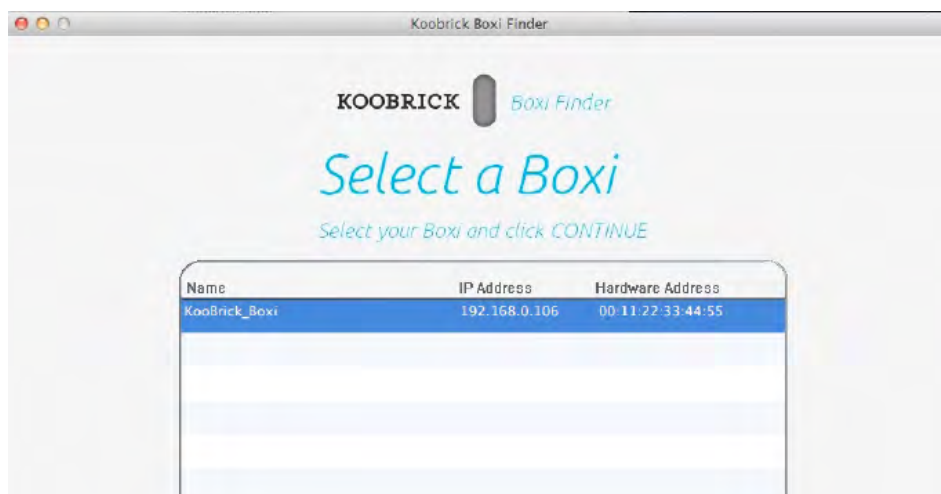 Koobrick Boxi Finder
KOOBRICK Boxi Finder
Select a Boxi
Select your Boxi and click CONTINUE
Name IP Address Hardware Address
KooBrick_Boxi 192.168.0.106 00:11:22:33:44:55